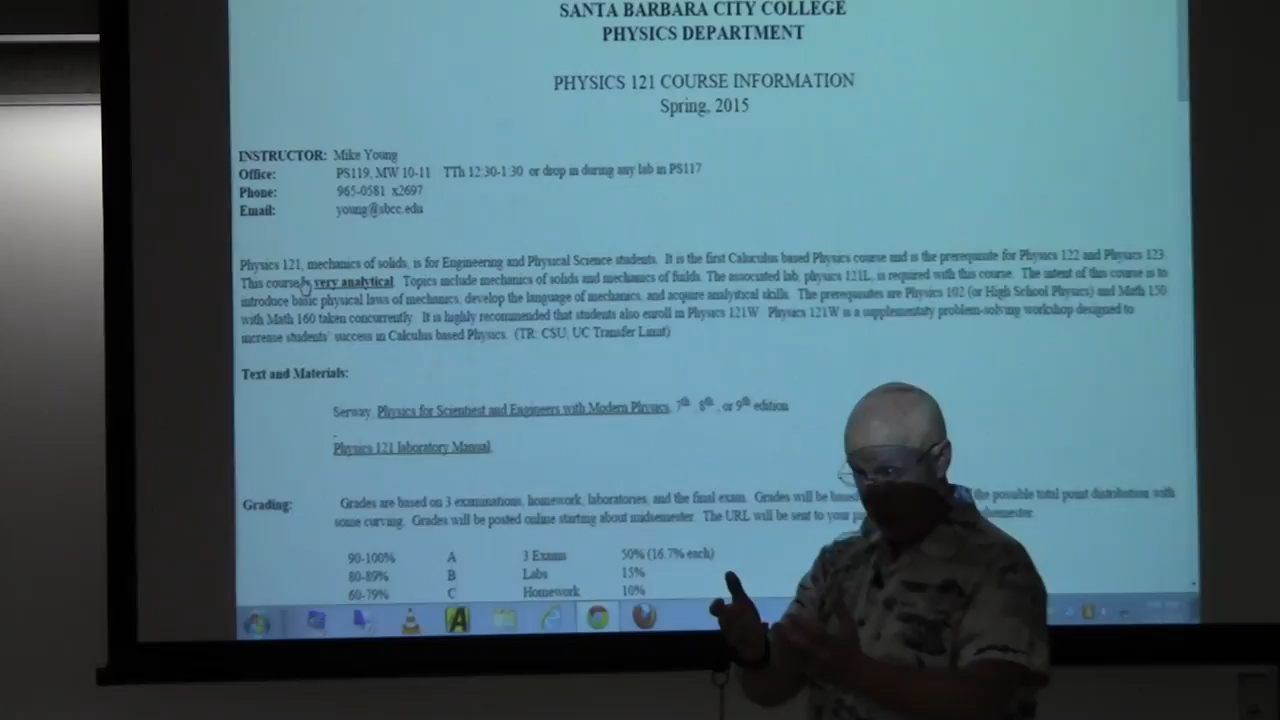 SANTA BARBARA CITY COLLEGE
PHYSICS DEPARTMENT
PHYSICS 121 COURSE INFORMATION
Spring, 2015
INSTRUCTOR: Mike Young
Office: PS119, MW 10-11 TTh 12:30-1:30 or drop in during any lab in PS117
Phone: 965-0581 x2697
Email: young@sbcc.edu
Physics 121, mechanics of solids, is for Engineering and Physical Science students. It is the first Caluculus based Physics course and is the prerequisite for Physics 122 and Physics 123.
This course is very analytical. Topics include mechanics of solids and mechanics of fluids. The associated lab, physics 121L, is required with this course. The intent of this course is to
introduce basic physical laws of mechanics, develop the language of mechanics, and acquire analytical skills. The prerequisites are Physics 102 (or High School Physics) and Math 150
with Math 160 taken concurrently. It is highly recommended that students also enroll in Physics 121W. Physics 121W is a supplementary problem-solving workshop designed to
increase students' success in Calculus based Physics. (TR: CSU, UC Transfer Limit)
Text and Materials:
Serway, Physics for Scientiest and Engineers with Modern Physics, 7th, 8th, or 9th edition
Physics 121 laboratory Manual
Grading: Grades are based on 3 examinations, homework, laboratories, and the final exam. Grades will be the possible total point distribution with
some curving. Grades will be posted online starting about midsemester. The URL will be sent to your
90-100% A 3 Exams 50% (16.7% each)
80-89% B Labs 15%
60-79% C Homework 10%